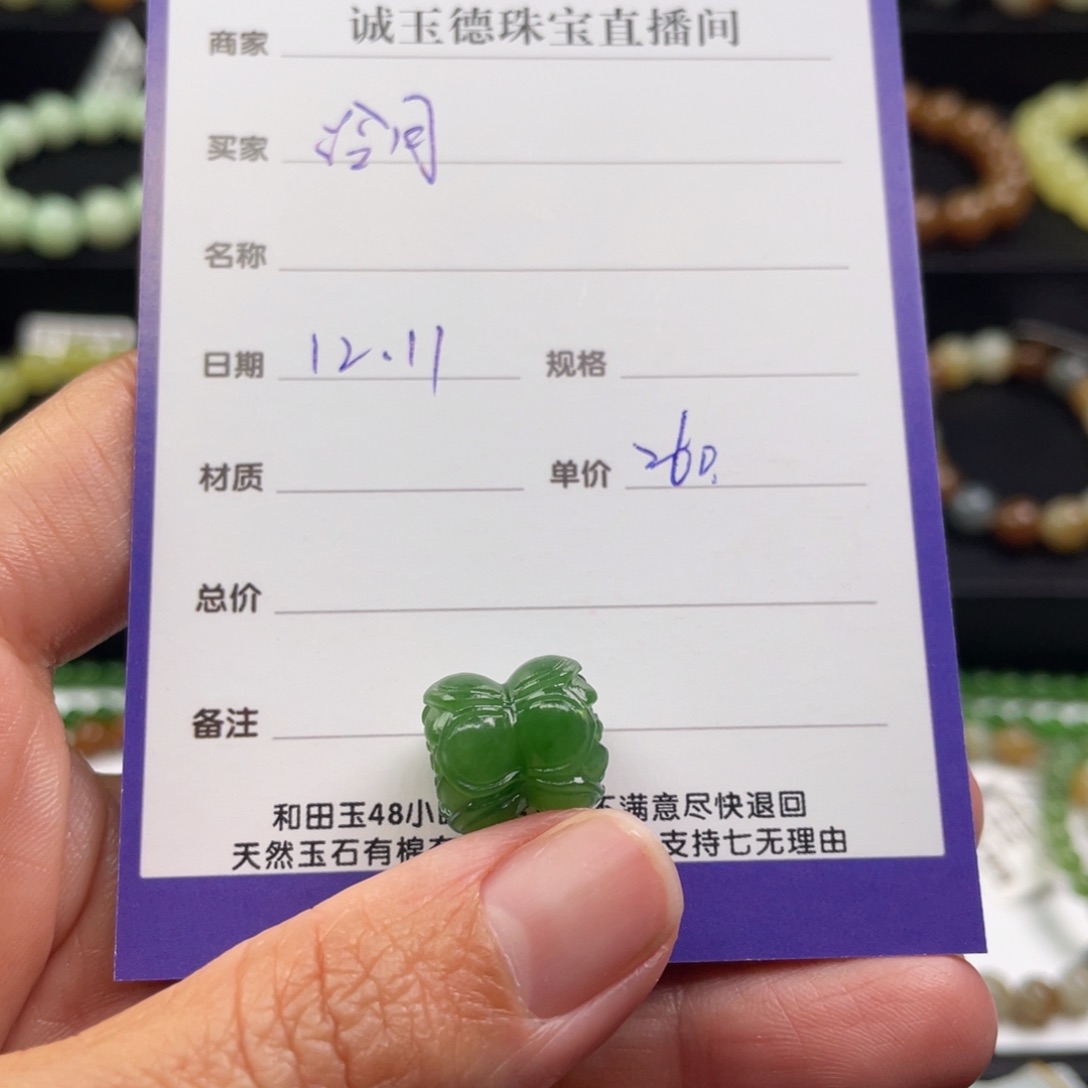 商家 诚玉德珠宝直播间
买家
名称
日期 12.11 规格
材质 单价 260
总价
备注
和田玉48小 不满意尽快退回
天然玉石有棉 支持七无理由